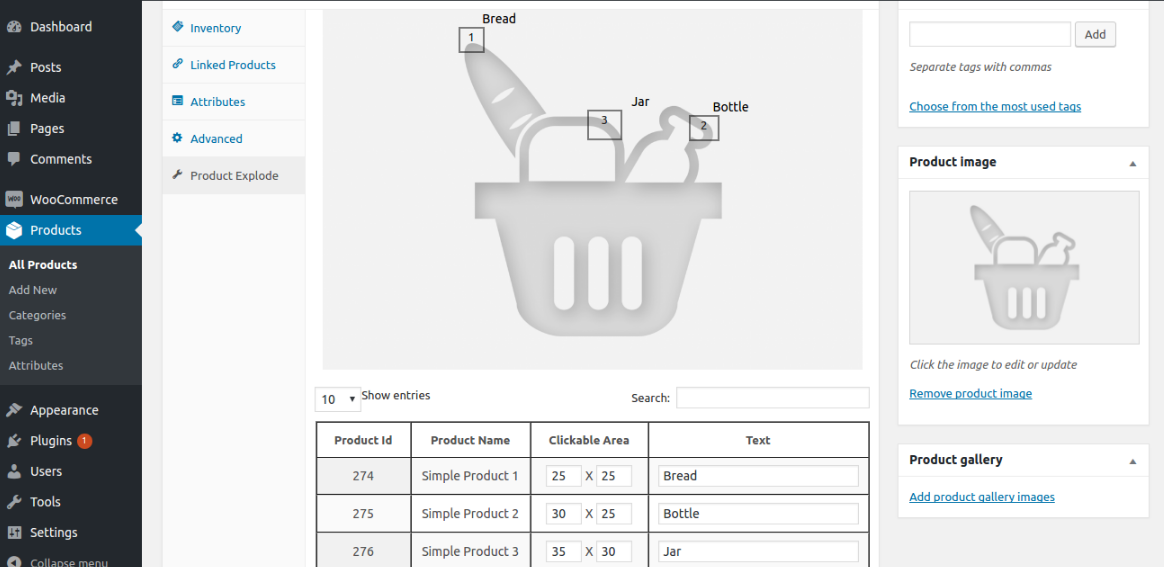 Dashboard
Posts
Media
Pages
Comments
WOO
WooCommerce
Products
All Products
Add New
Categories
Tags
Attributes
Appearance
Plugins 1
Users
Tools
Settings
Collapse menu
Inventory
Linked Products
Attributes
Advanced
Product Explode
Bread
1
Jar
3
Bottle
2
10 Show entries
Search:
Product Id Product Name Clickable Area Text
274 Simple Product 1 25 X 25 Bread
275 Simple Product 2 30 X 25 Bottle
276 Simple Product 3 35 X 30 Jar
Add
Separate tags with commas
Choose from the most used tags
Product image
Click the image to edit or update
Remove product image
Product gallery
Add product gallery images